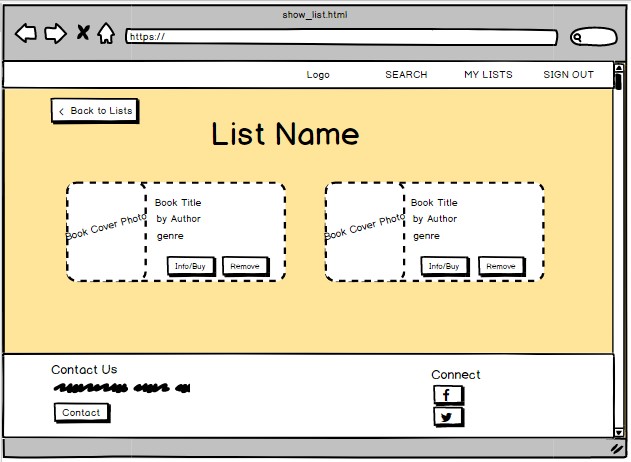 show_list.html
https://
Logo SEARCH MY LISTS SIGN OUT
< Back to Lists
List Name
Book Cover Photo
Book Title
by Author
genre
Info/Buy Remove
Book Cover Photo
Book Title
by Author
genre
Info/Buy Remove
Contact Us
Contact
Connect